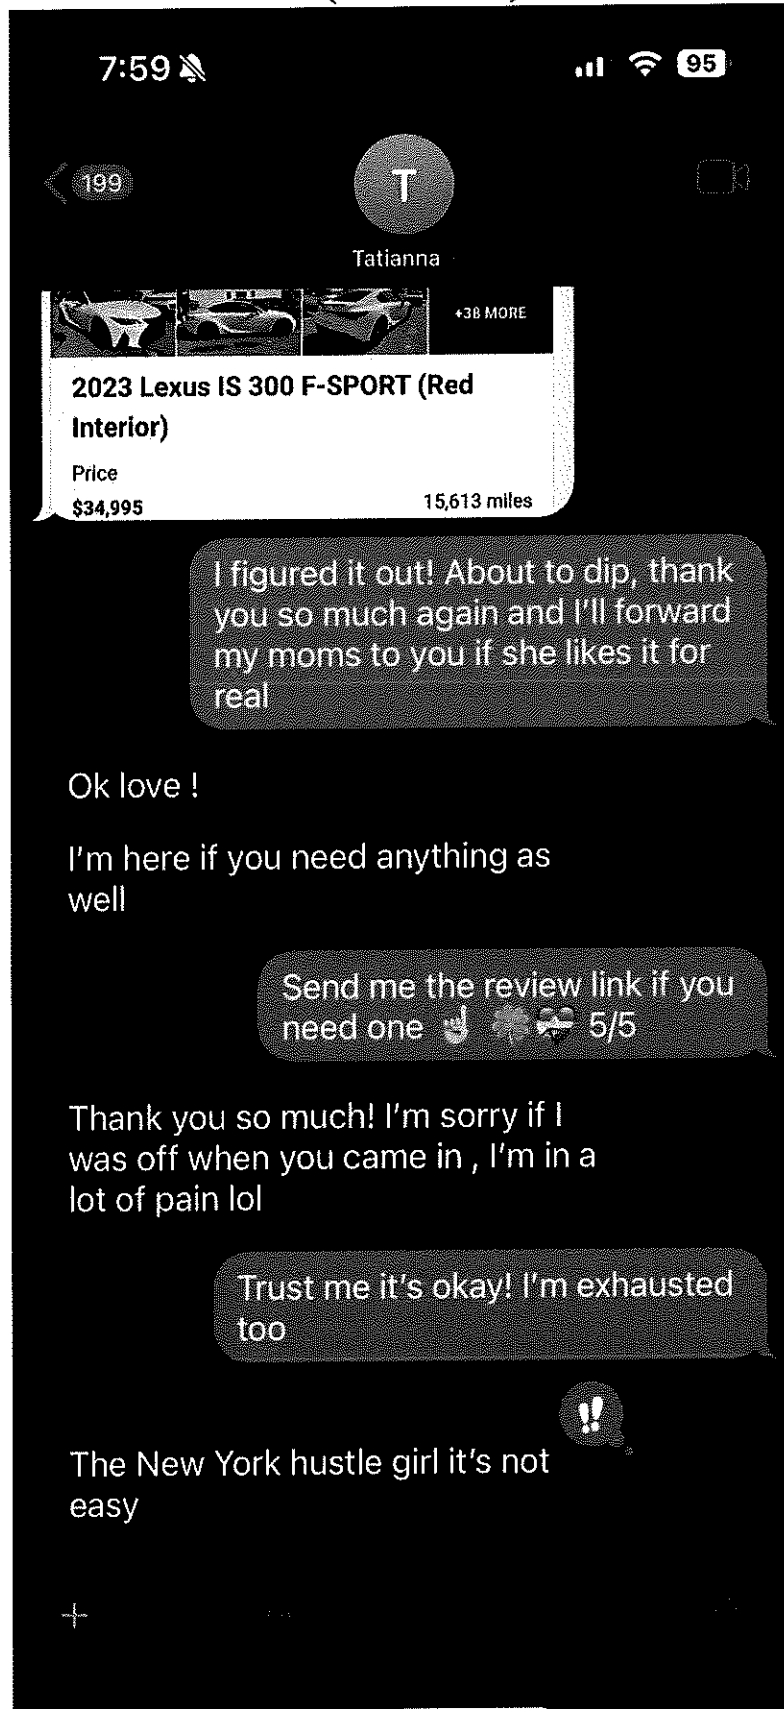 7:59
95
199
T
Tatianna
+38 MORE
2023 Lexus IS 300 F-SPORT (Red
Interior)
Price
$34,995 15,613 miles
I figured it out! About to dip, thank
you so much again and I'll forward
my moms to you if she likes it for
real
Ok love !
I'm here if you need anything as
well
Send me the review link if you
need one ☝️ 🍀💝 5/5
Thank you so much! I'm sorry if I
was off when you came in , I'm in a
lot of pain lol
Trust me it's okay! I'm exhausted
too
‼
The New York hustle girl it's not
easy
+